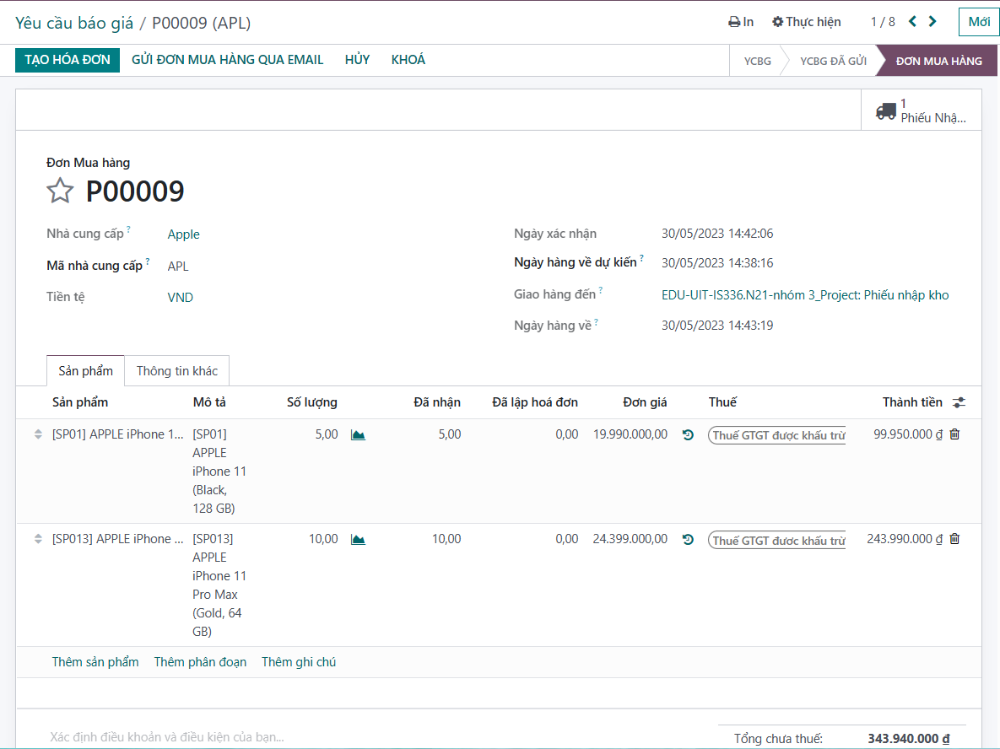 Yêu cầu báo giá / P00009 (APL)
In
Thực hiện
1 / 8
Mới
TẠO HÓA ĐƠN
GỬI ĐƠN MUA HÀNG QUA EMAIL
HỦY
KHOÁ
YCBG
YCBG ĐÃ GỬI
ĐƠN MUA HÀNG
1
Phiếu Nhậ...
Đơn Mua hàng
P00009
Nhà cung cấp ?
Apple
Mã nhà cung cấp ?
APL
Tiền tệ
VND
Ngày xác nhận
30/05/2023 14:42:06
Ngày hàng về dự kiến ?
30/05/2023 14:38:16
Giao hàng đến ?
EDU-UIT-IS336.N21-nhóm 3_Project: Phiếu nhập kho
Ngày hàng về ?
30/05/2023 14:43:19
Sản phẩm
Thông tin khác
Sản phẩm Mô tả Số lượng Đã nhận Đã lập hoá đơn Đơn giá Thuế Thành tiền
[SP01] APPLE iPhone 1... [SP01] 5,00 5,00 0,00 19.990.000,00 Thuế GTGT được khấu trừ 99.950.000 ₫
APPLE
iPhone 11
(Black,
128 GB)
[SP013] APPLE iPhone ... [SP013] 10,00 10,00 0,00 24.399.000,00 Thuế GTGT được khấu trừ 243.990.000 ₫
APPLE
iPhone 11
Pro Max
(Gold, 64
GB)
Thêm sản phẩm
Thêm phân đoạn
Thêm ghi chú
Xác định điều khoản và điều kiện của bạn...
Tổng chưa thuế: 343.940.000 ₫